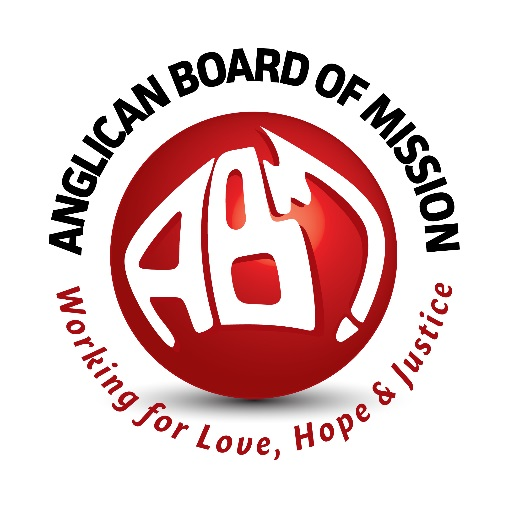 ANGLICAN BOARD OF MISSION
ABM
Working for Love, Hope & Justice